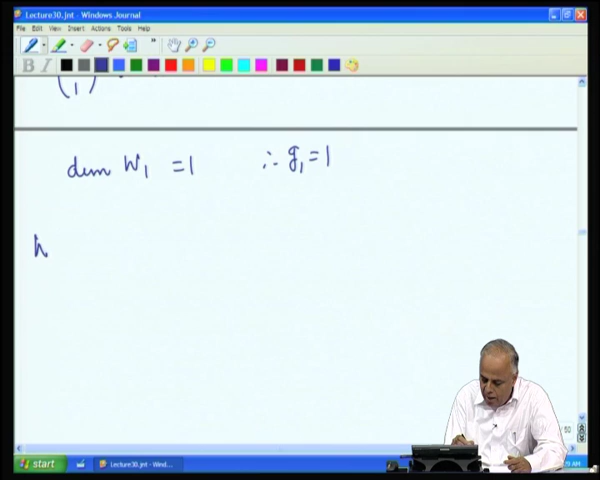 Lecture30.jnt - Windows Journal
File Edit View Insert Actions Tools Help
B I
(1)
dim W₁ = 1 ∴ g₁ = 1
W
start Lecture30.jnt - Wind...